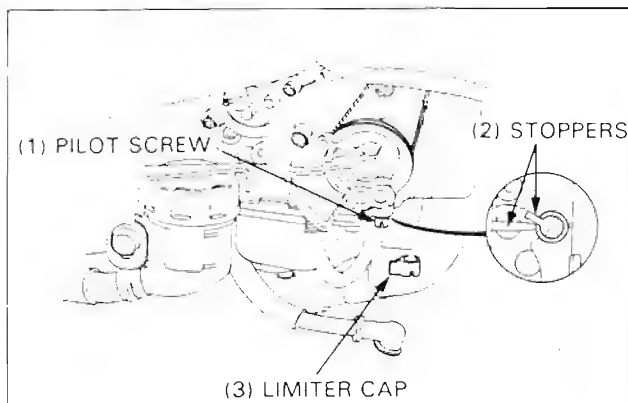 (1) PILOT SCREW
(2) STOPPERS
(3) LIMITER CAP